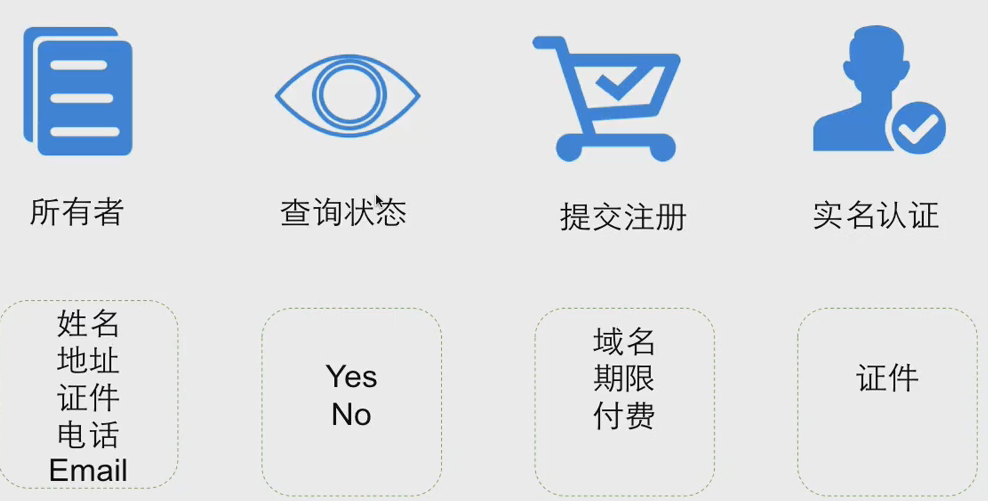 所有者
查询状态
提交注册
实名认证
姓名
地址
证件
电话
Email
Yes
No
域名
期限
付费
证件